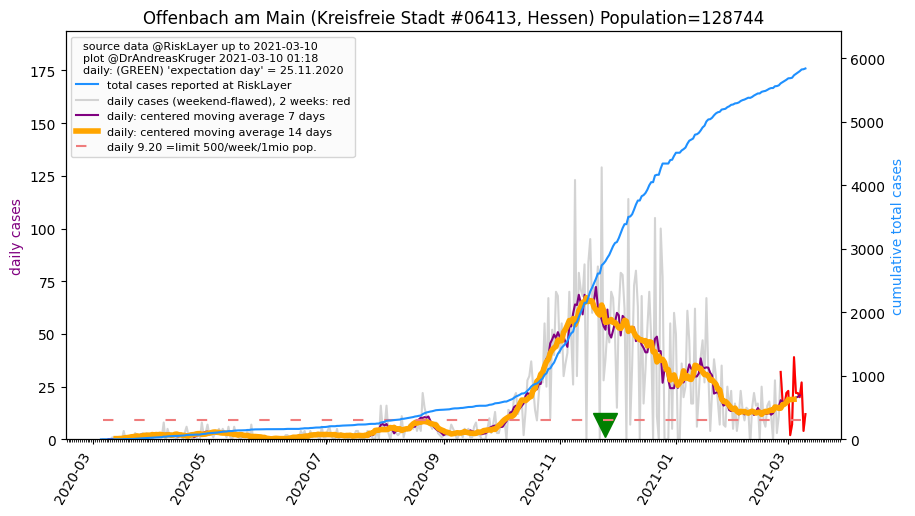 Offenbach am Main (Kreisfreie Stadt #06413, Hessen) Population=128744
source data @RiskLayer up to 2021-03-10
plot @DrAndreasKruger 2021-03-10 01:18
daily: (GREEN) 'expectation day' = 25.11.2020
total cases reported at RiskLayer
daily cases (weekend-flawed), 2 weeks: red
daily: centered moving average 7 days
daily: centered moving average 14 days
daily 9.20 =limit 500/week/1mio pop.
daily cases
175
150
125
100
75
50
25
0
cumulative total cases
6000
5000
4000
3000
2000
1000
0
2020-03
2020-05
2020-07
2020-09
2020-11
2021-01
2021-03